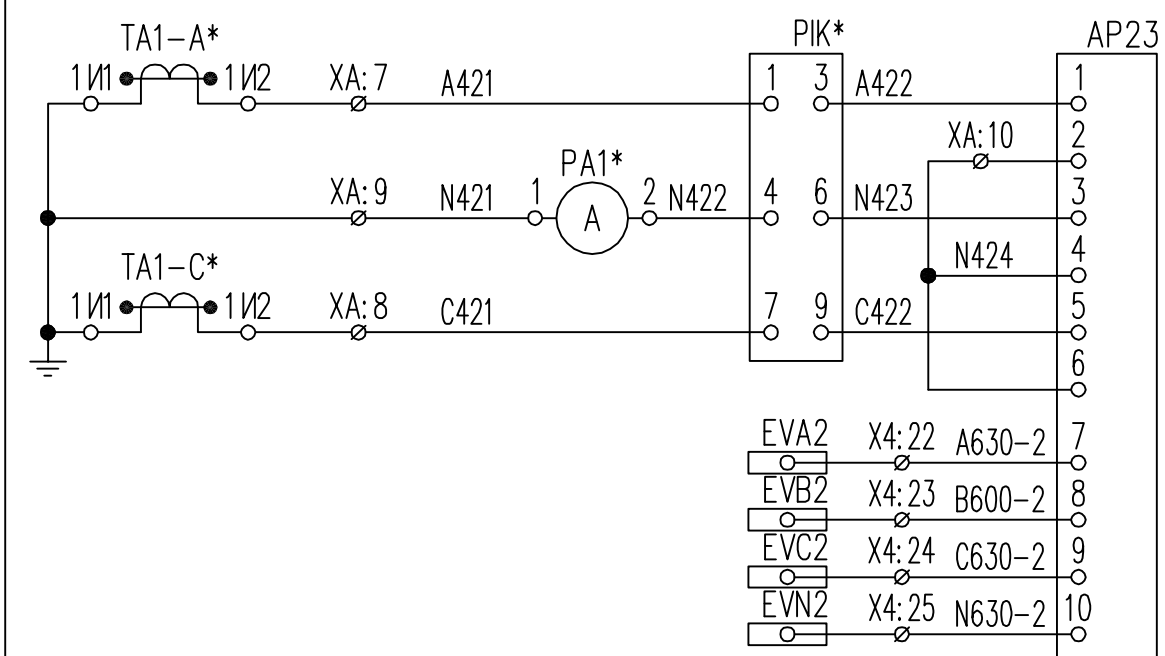 TA1-A*
PIK*
AP23
1И1
1И2
XA:7
A421
1
3
A422
1
XA:10
2
PA1*
XA:9
N421
1
A
2
N422
4
6
N423
3
TA1-C*
N424
4
1И1
1И2
XA:8
C421
7
9
C422
5
6
EVA2
X4:22
A630-2
7
EVB2
X4:23
B600-2
8
EVC2
X4:24
C630-2
9
EVN2
X4:25
N630-2
10